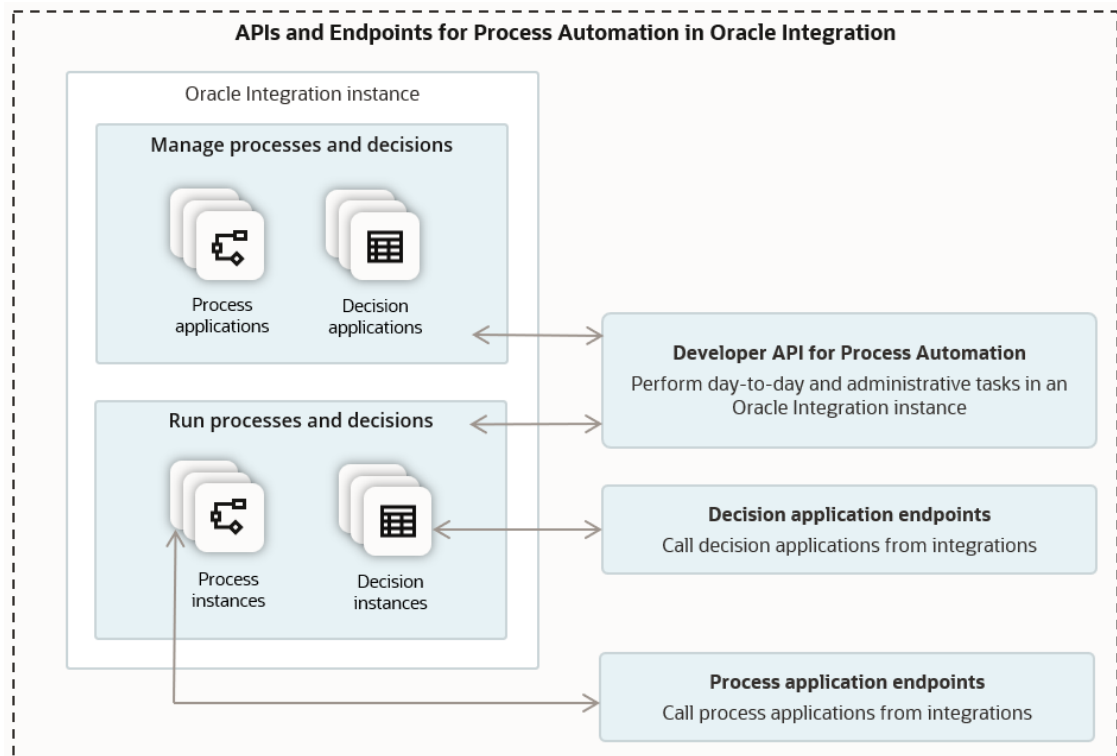 APIs and Endpoints for Process Automation in Oracle Integration
Oracle Integration instance
Manage processes and decisions
Process
applications
Decision
applications
Developer API for Process Automation
Perform day-to-day and administrative tasks in an
Oracle Integration instance
Run processes and decisions
Process
instances
Decision
instances
Decision application endpoints
Call decision applications from integrations
Process application endpoints
Call process applications from integrations